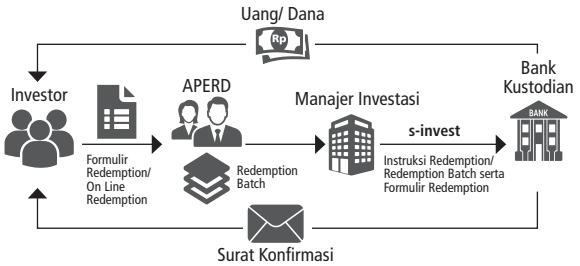 Uang/ Dana
Rp
Investor
APERD
Manajer Investasi
Bank
Kustodian
BANK
s-invest
Formulir
Redemption/
On Line
Redemption
Redemption
Batch
Instruksi Redemption/
Redemption Batch serta
Formulir Redemption
Surat Konfirmasi